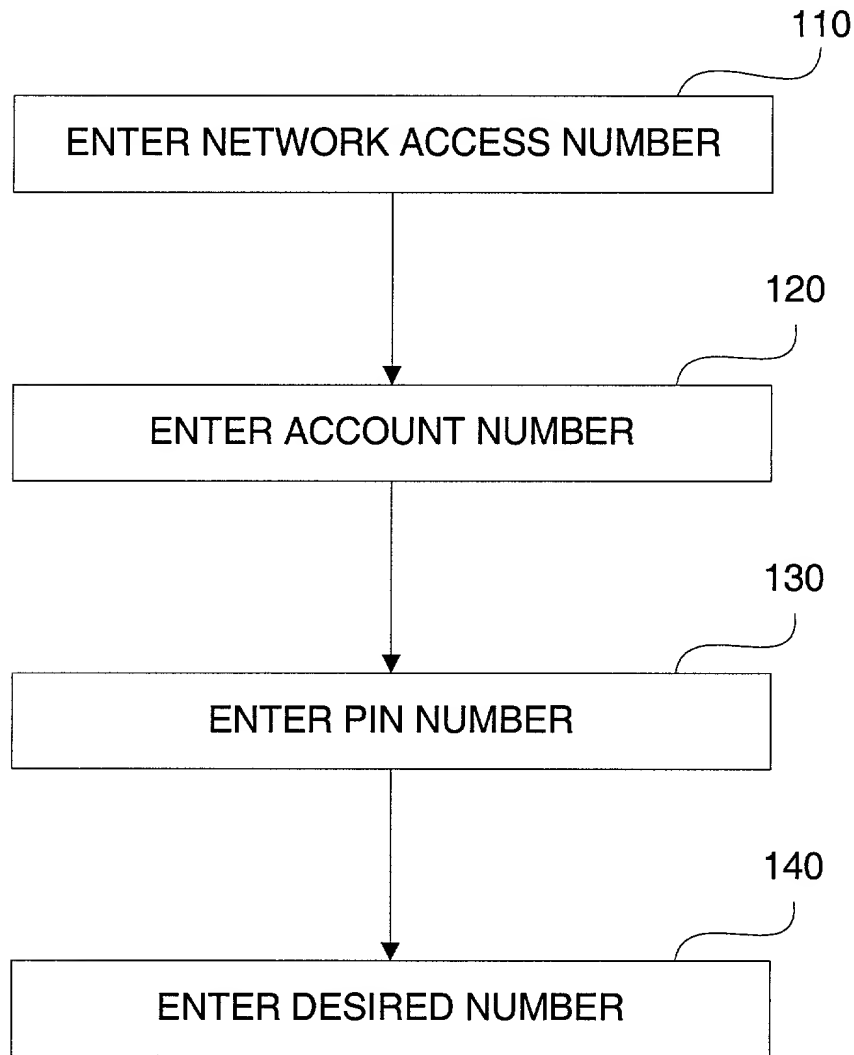 110
ENTER NETWORK ACCESS NUMBER
120
ENTER ACCOUNT NUMBER
130
ENTER PIN NUMBER
140
ENTER DESIRED NUMBER